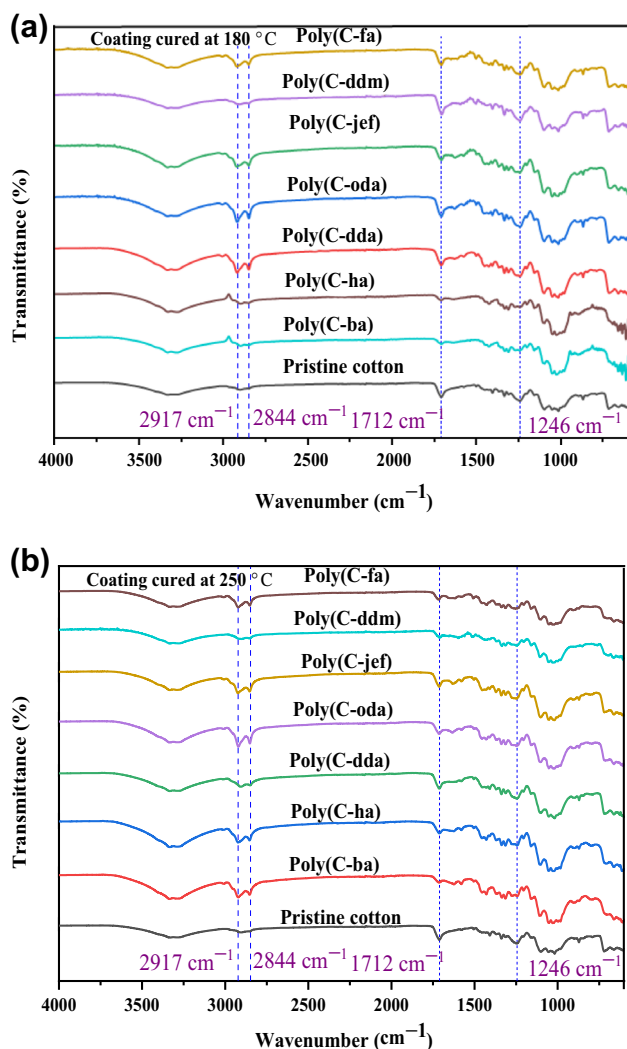 (a)
Coating cured at 180 °C
Poly(C-fa)
Poly(C-ddm)
Poly(C-jef)
Poly(C-oda)
Poly(C-dda)
Poly(C-ha)
Poly(C-ba)
Pristine cotton
Transmittance (%)
2917 cm⁻¹ 2844 cm⁻¹ 1712 cm⁻¹ 1246 cm⁻¹
4000 3500 3000 2500 2000 1500 1000
Wavenumber (cm⁻¹)
(b)
Coating cured at 250 °C
Poly(C-fa)
Poly(C-ddm)
Poly(C-jef)
Poly(C-oda)
Poly(C-dda)
Poly(C-ha)
Poly(C-ba)
Pristine cotton
Transmittance (%)
2917 cm⁻¹ 2844 cm⁻¹ 1712 cm⁻¹ 1246 cm⁻¹
4000 3500 3000 2500 2000 1500 1000
Wavenumber (cm⁻¹)